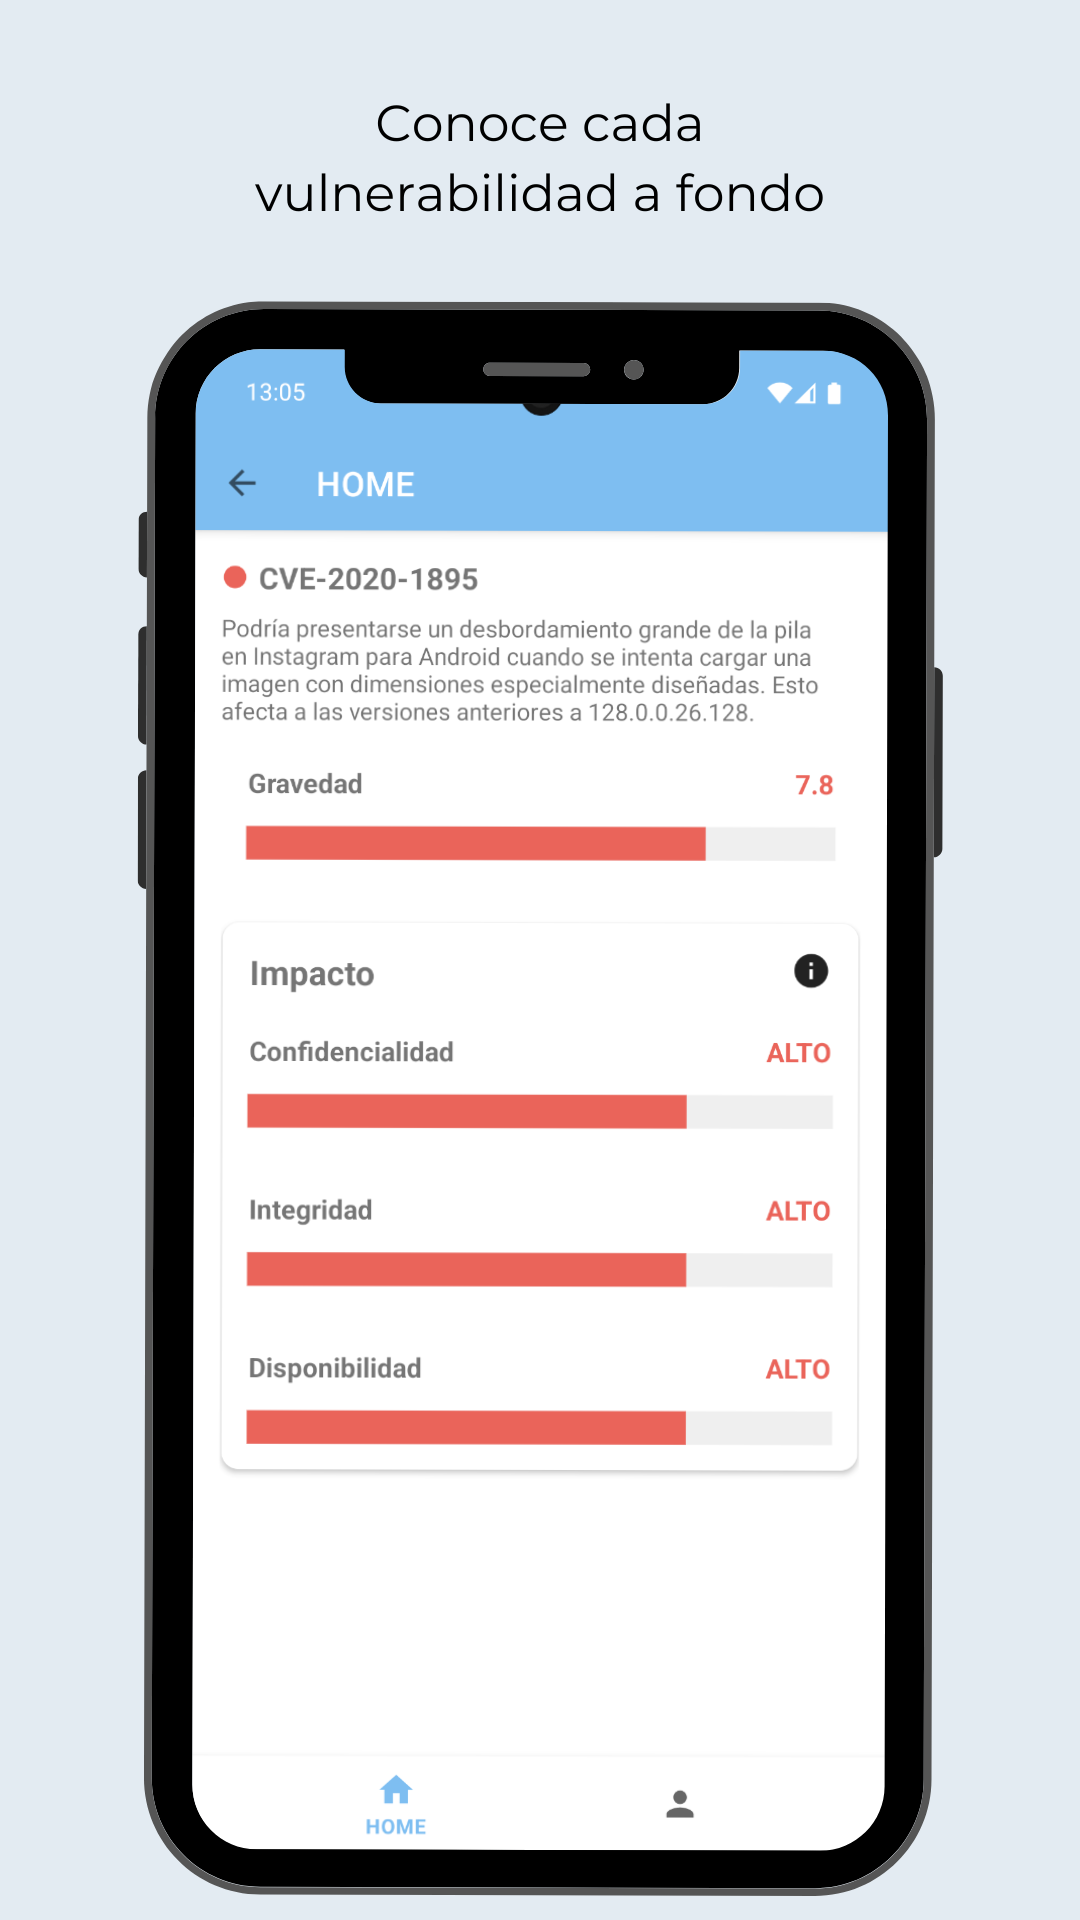 Conoce cada
vulnerabilidad a fondo
13:05
HOME
CVE-2020-1895
Podría presentarse un desbordamiento grande de la pila
en Instagram para Android cuando se intenta cargar una
imagen con dimensiones especialmente diseñadas. Esto
afecta a las versiones anteriores a 128.0.0.26.128.
Gravedad 7.8
Impacto
Confidencialidad ALTO
Integridad ALTO
Disponibilidad ALTO
HOME